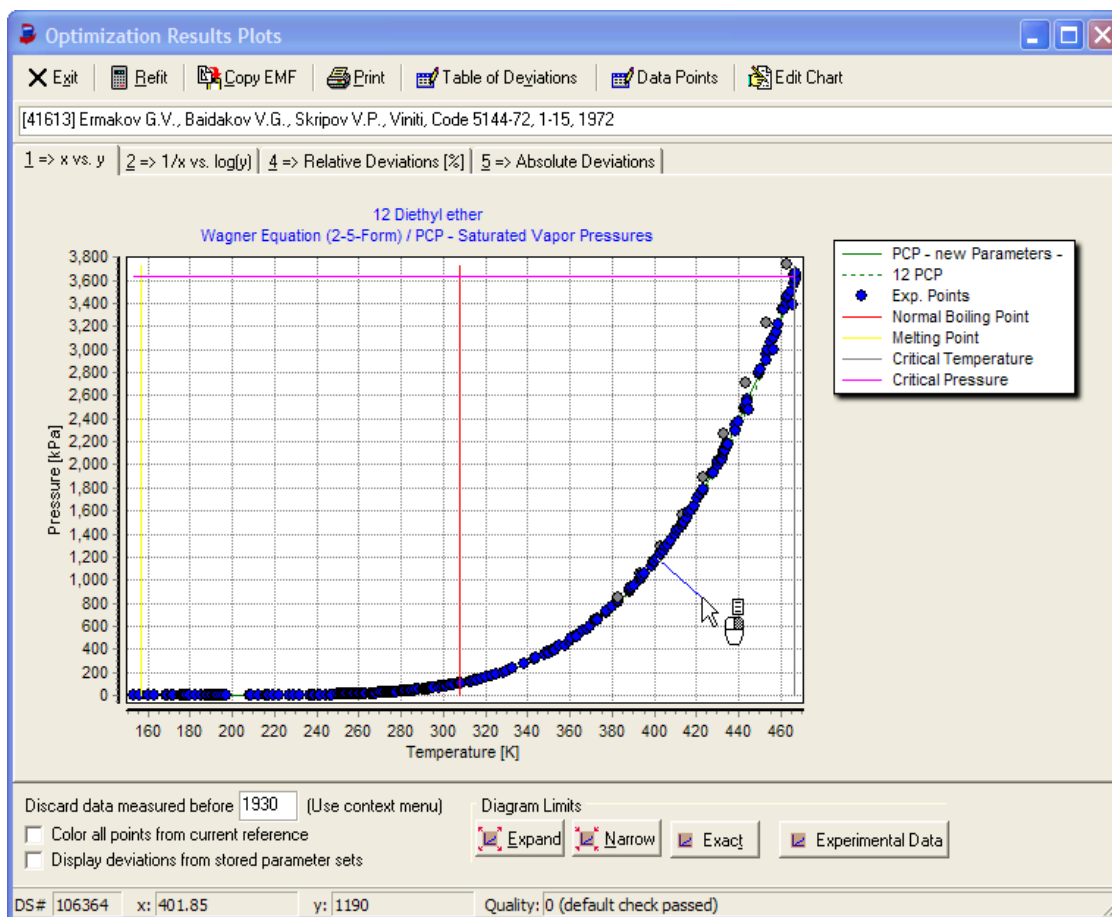 Optimization Results Plots
Exit Refit Copy EMF Print Table of Deviations Data Points Edit Chart
[41613] Ermakov G.V., Baidakov V.G., Skripov V.P., Viniti, Code 5144-72, 1-15, 1972
1 => x vs. y 2 => 1/x vs. log(y) 4 => Relative Deviations [%] 5 => Absolute Deviations
12 Diethyl ether
Wagner Equation (2-5-Form) / PCP - Saturated Vapor Pressures
3,800
3,600
3,400
3,200
3,000
2,800
2,600
2,400
2,200
2,000
1,800
1,600
1,400
1,200
1,000
800
600
400
200
0
Pressure [kPa]
160 180 200 220 240 260 280 300 320 340 360 380 400 420 440 460
Temperature [K]
PCP - new Parameters -
12 PCP
Exp. Points
Normal Boiling Point
Melting Point
Critical Temperature
Critical Pressure
Discard data measured before 1930 (Use context menu)
Color all points from current reference
Display deviations from stored parameter sets
Diagram Limits
Expand Narrow Exact Experimental Data
DS# 106364 x: 401.85 y: 1190 Quality: 0 (default check passed)